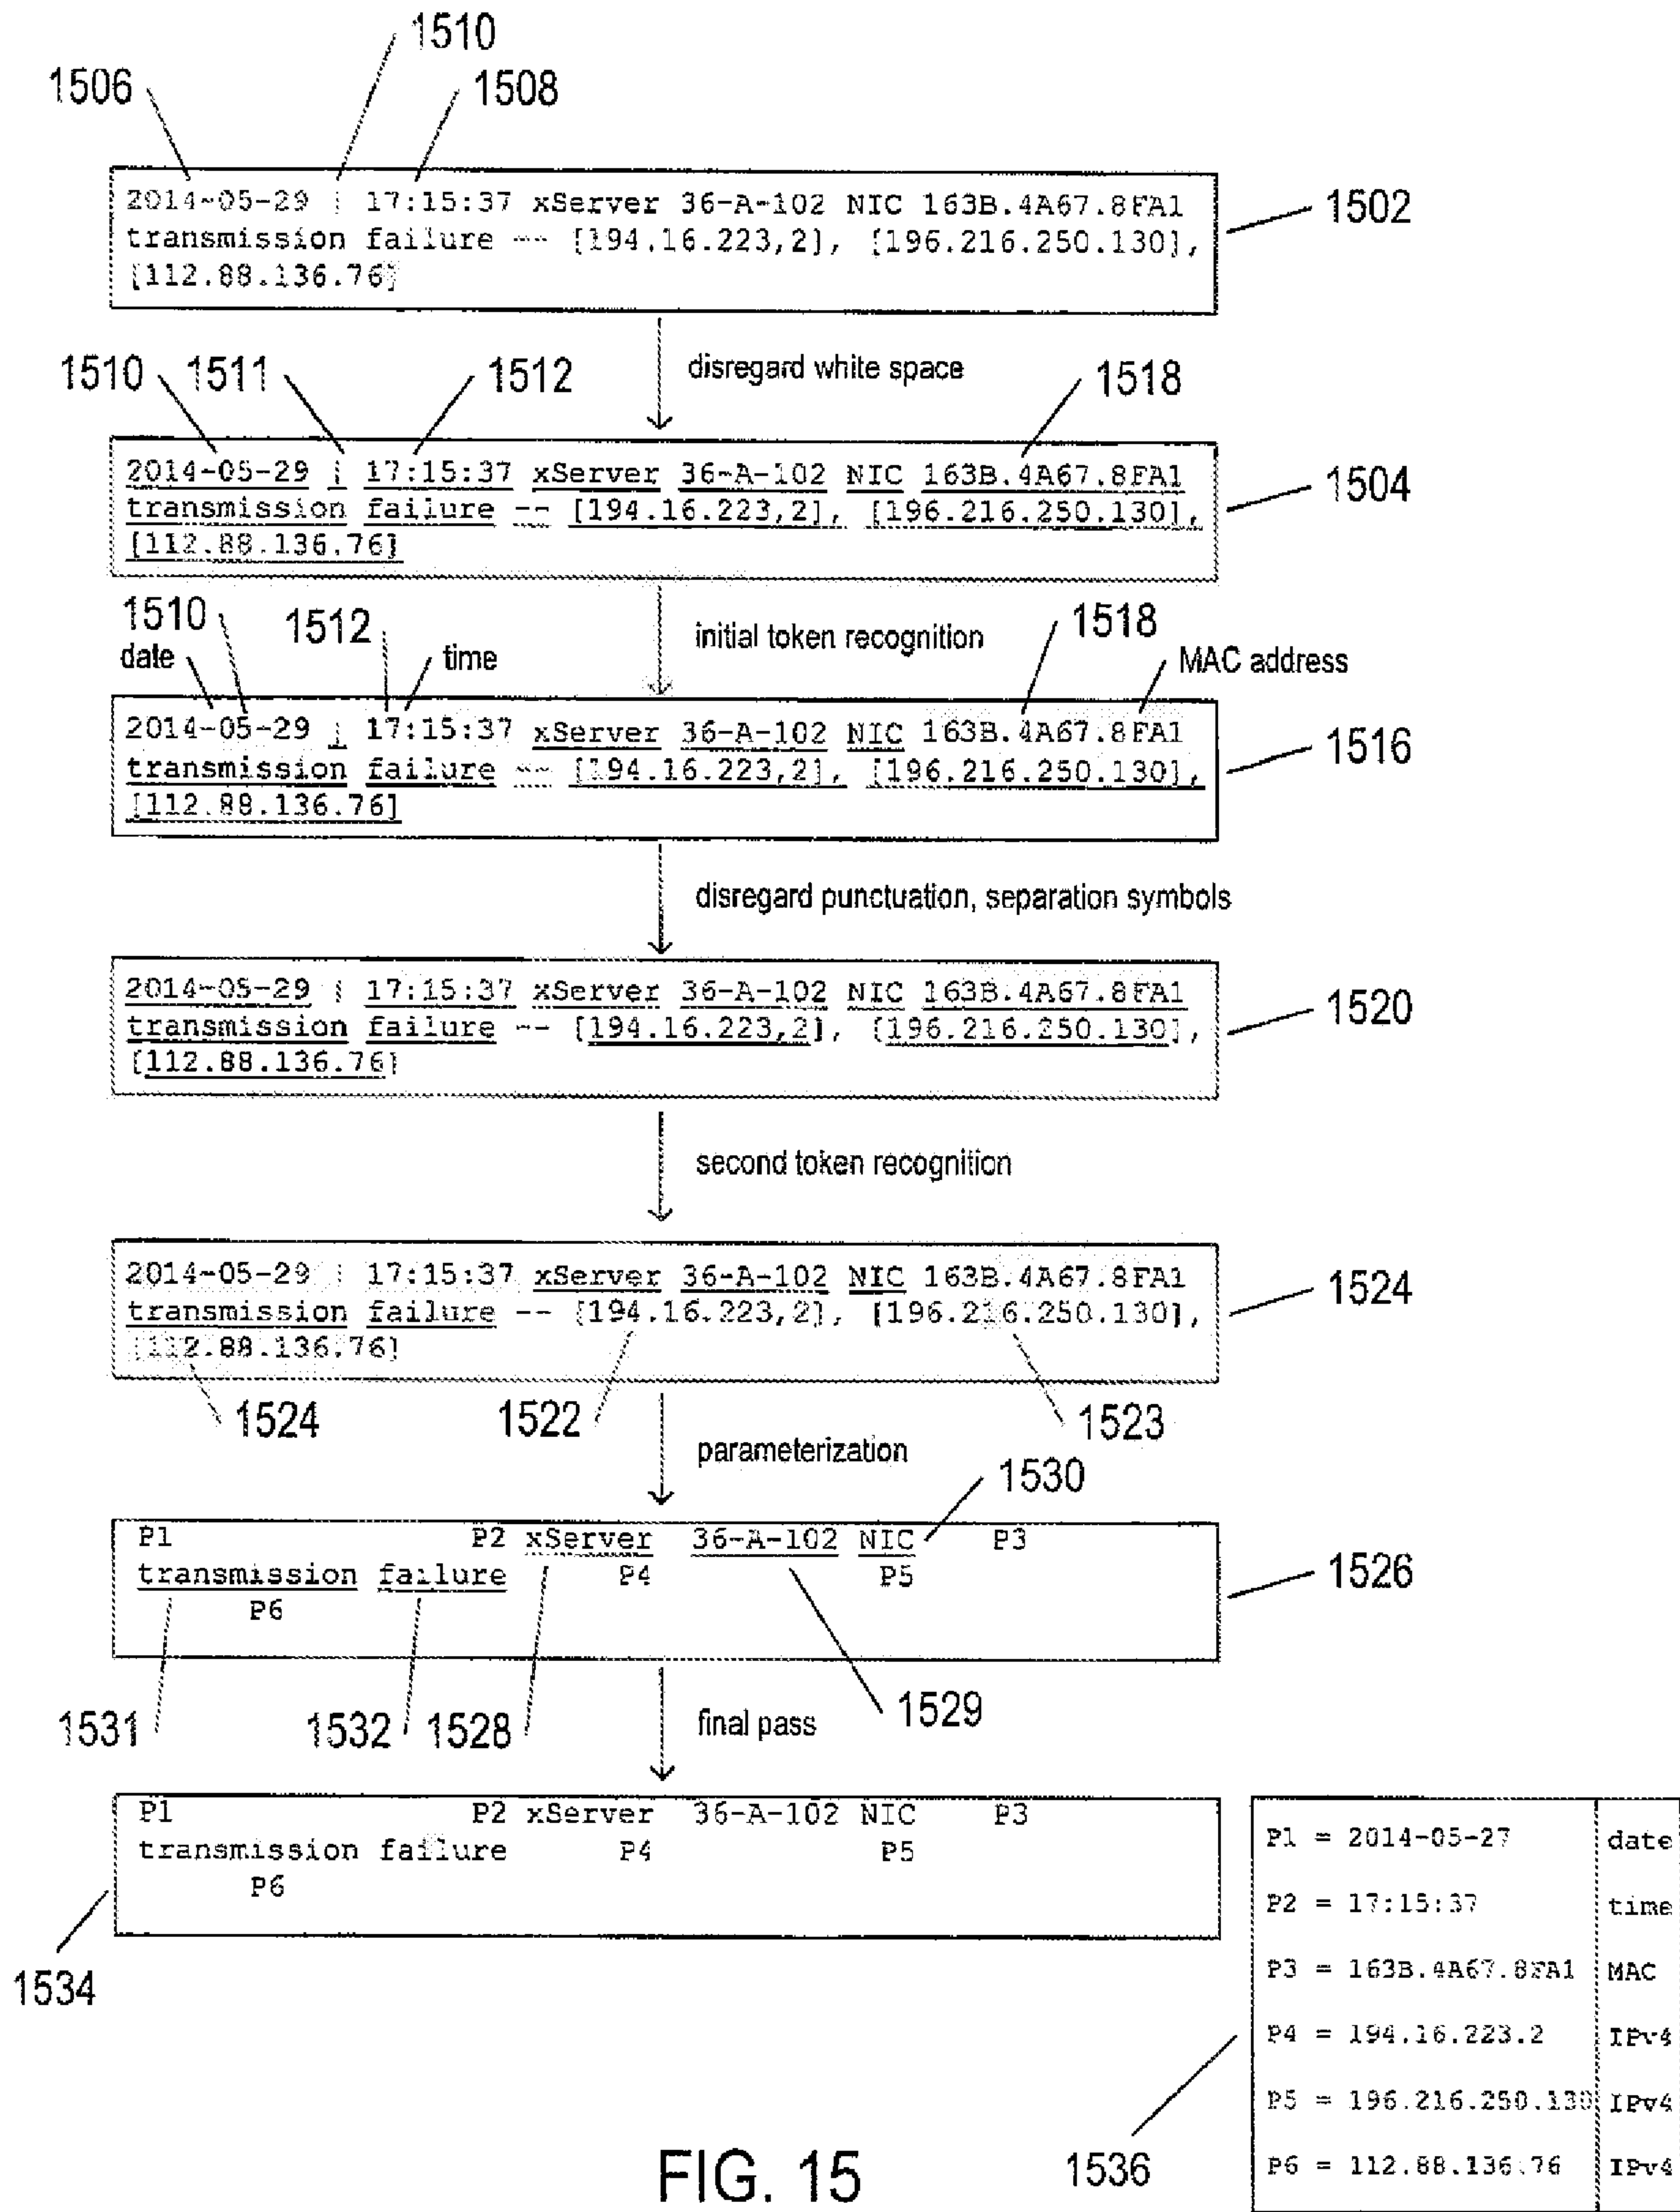 1510
1506
1508
2014-05-29 | 17:15:37 xServer 36-A-102 NIC 163B.4A67.8FA1
transmission failure -- [194.16.223,2], [196.216.250.130],
[112.88.136.76]
1502
disregard white space
1510 1511 1512 1518
2014-05-29 | 17:15:37 xServer 36-A-102 NIC 163B.4A67.8FA1
transmission failure -- [194.16.223,2], [196.216.250.130],
[112.88.136.76]
1504
1510 1512 initial token recognition 1518
date time MAC address
2014-05-29 | 17:15:37 xServer 36-A-102 NIC 163B.4A67.8FA1
transmission failure -- [194.16.223,2], [196.216.250.130],
[112.88.136.76]
1516
disregard punctuation, separation symbols
2014-05-29 | 17:15:37 xServer 36-A-102 NIC 163B.4A67.8FA1
transmission failure -- [194.16.223,2], [196.216.250.130],
[112.88.136.76]
1520
second token recognition
2014-05-29 | 17:15:37 xServer 36-A-102 NIC 163B.4A67.8FA1
transmission failure -- [194.16.223,2], [196.216.250.130],
[112.88.136.76]
1524
1524 1522 1523
parameterization
1530
P1 P2 xServer 36-A-102 NIC P3
transmission failure P4 P5
P6
1526
1531 1532 1528 1529
final pass
P1 P2 xServer 36-A-102 NIC P3
transmission failure P4 P5
P6
1534
P1 = 2014-05-27 date
P2 = 17:15:37 time
P3 = 163B.4A67.8FA1 MAC
P4 = 194.16.223.2 IPv4
P5 = 196.216.250.130 IPv4
P6 = 112.88.136.76 IPv4
1536
FIG. 15